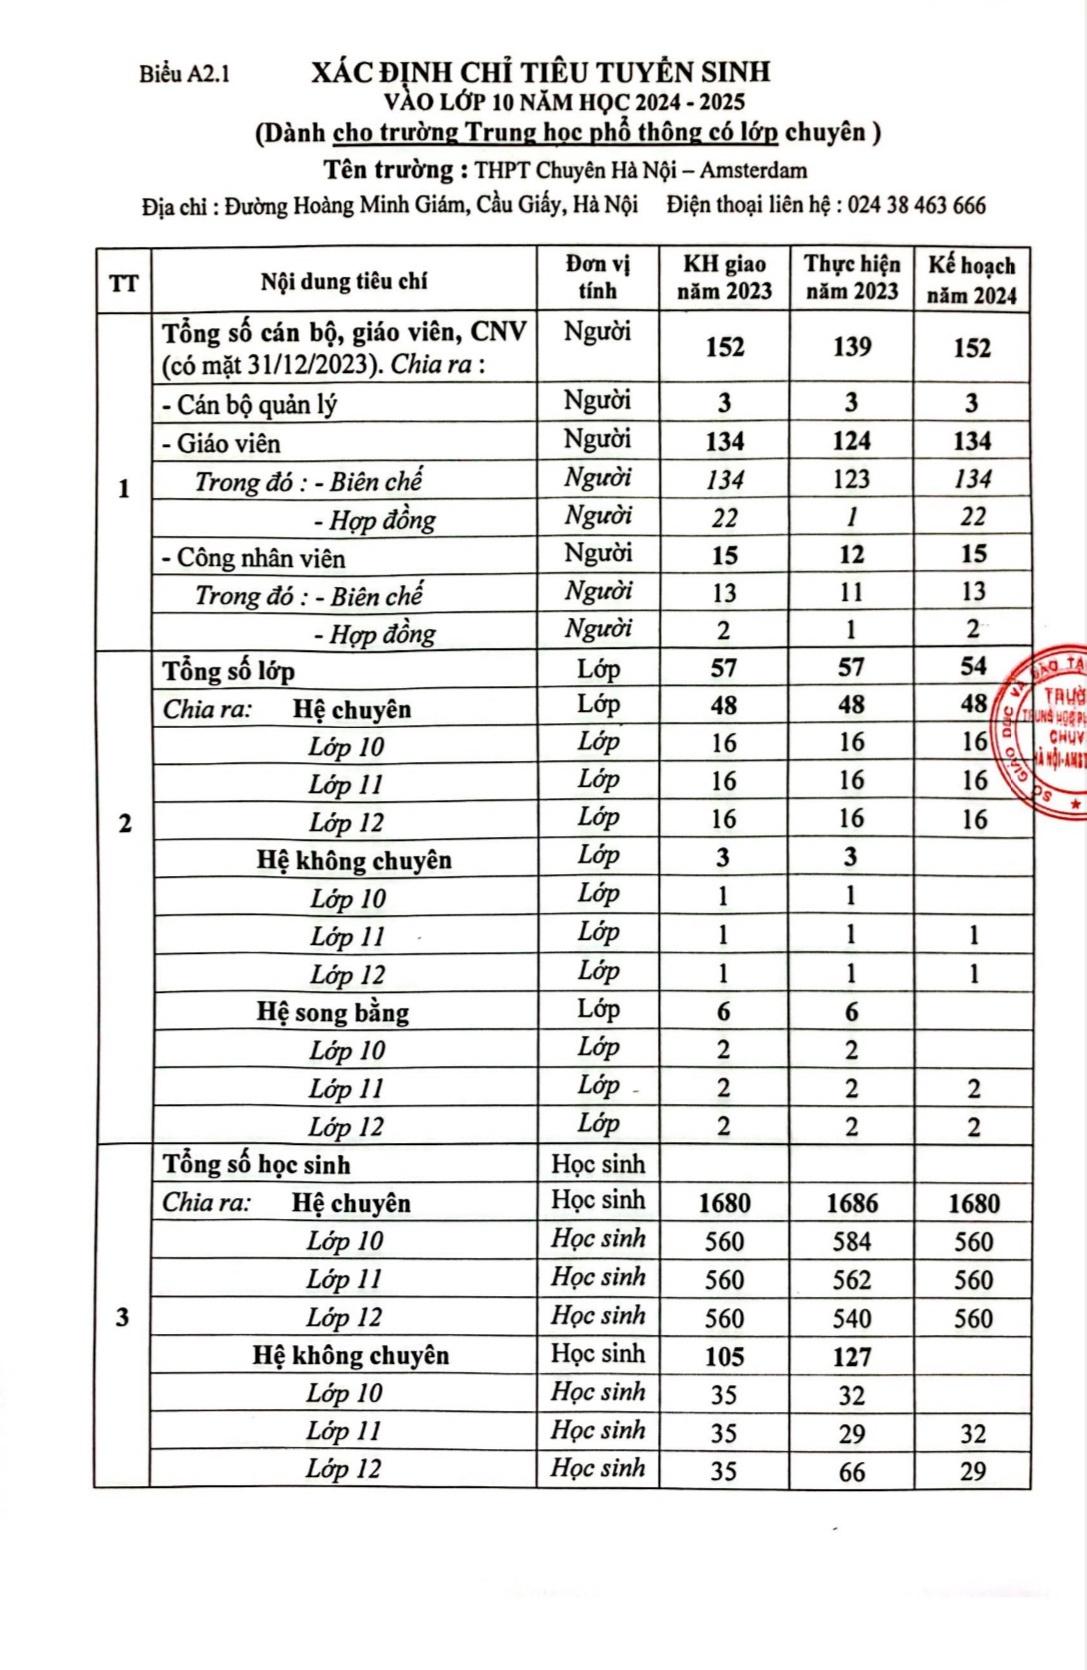 Biểu A2.1 XÁC ĐỊNH CHỈ TIÊU TUYỂN SINH
VÀO LỚP 10 NĂM HỌC 2024 - 2025
(Dành cho trường Trung học phổ thông có lớp chuyên )
Tên trường : THPT Chuyên Hà Nội – Amsterdam
Địa chỉ : Đường Hoàng Minh Giám, Cầu Giấy, Hà Nội Điện thoại liên hệ : 024 38 463 666
TT Nội dung tiêu chí Đơn vị tính KH giao năm 2023 Thực hiện năm 2023 Kế hoạch năm 2024
1 Tổng số cán bộ, giáo viên, CNV (có mặt 31/12/2023). Chia ra : Người 152 139 152
- Cán bộ quản lý Người 3 3 3
- Giáo viên Người 134 124 134
Trong đó : - Biên chế Người 134 123 134
- Hợp đồng Người 22 1 22
- Công nhân viên Người 15 12 15
Trong đó : - Biên chế Người 13 11 13
- Hợp đồng Người 2 1 2
2 Tổng số lớp Lớp 57 57 54
Chia ra: Hệ chuyên Lớp 48 48 48
Lớp 10 Lớp 16 16 16
Lớp 11 Lớp 16 16 16
Lớp 12 Lớp 16 16 16
Hệ không chuyên Lớp 3 3
Lớp 10 Lớp 1 1
Lớp 11 Lớp 1 1 1
Lớp 12 Lớp 1 1 1
Hệ song bằng Lớp 6 6
Lớp 10 Lớp 2 2
Lớp 11 Lớp 2 2 2
Lớp 12 Lớp 2 2 2
3 Tổng số học sinh Học sinh
Chia ra: Hệ chuyên Học sinh 1680 1686 1680
Lớp 10 Học sinh 560 584 560
Lớp 11 Học sinh 560 562 560
Lớp 12 Học sinh 560 540 560
Hệ không chuyên Học sinh 105 127
Lớp 10 Học sinh 35 32
Lớp 11 Học sinh 35 29 32
Lớp 12 Học sinh 35 66 29
SỞ GIÁO DỤC VÀ ĐÀO TẠ
TRƯỜ
TRUNG HỌC P
CHUY
HÀ NỘI-AMST